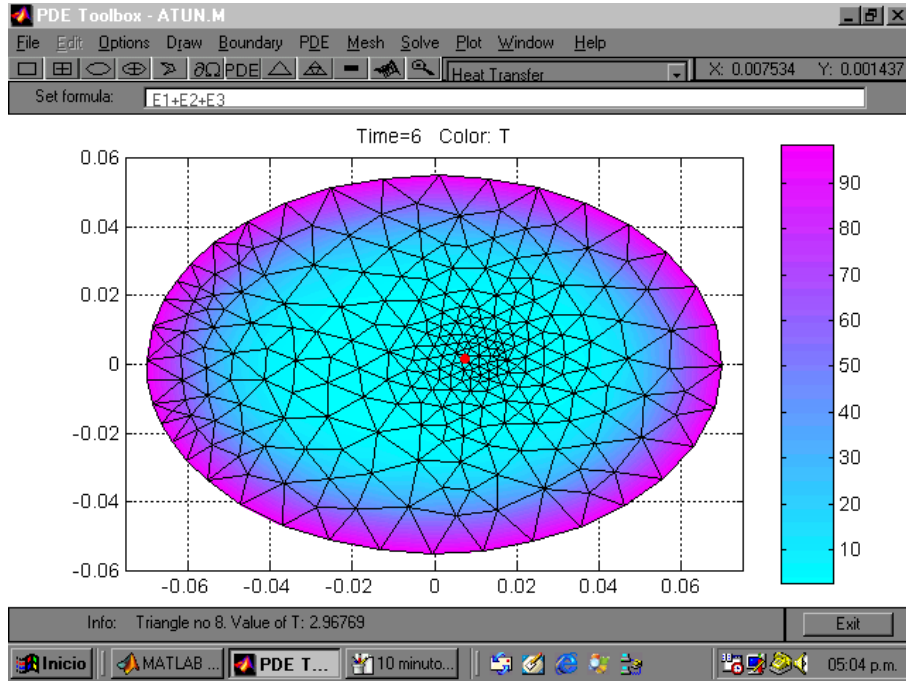 PDE Toolbox - ATUN.M
File Edit Options Draw Boundary PDE Mesh Solve Plot Window Help
∂Ω PDE Heat Transfer X: 0.007534 Y: 0.001437
Set formula: E1+E2+E3
Time=6 Color: T
0.06
0.04
0.02
0
-0.02
-0.04
-0.06
-0.06 -0.04 -0.02 0 0.02 0.04 0.06
90
80
70
60
50
40
30
20
10
Info: Triangle no 8. Value of T: 2.96769
Exit
Inicio MATLAB ... PDE T... 10 minuto... 05:04 p.m.